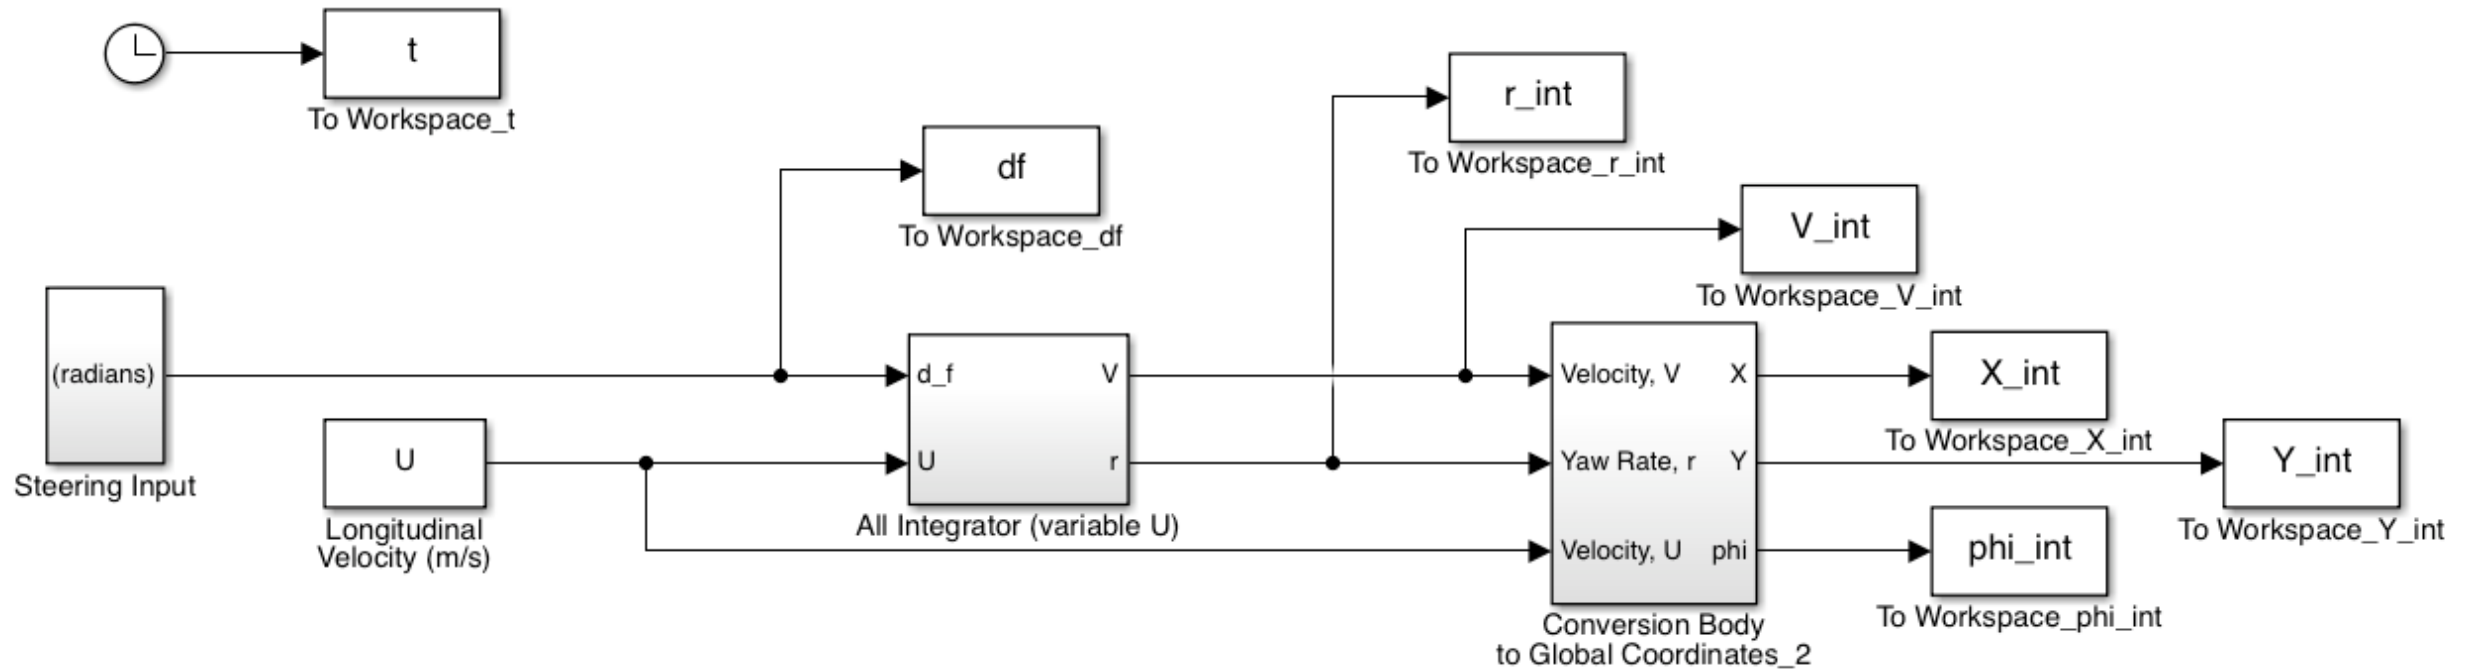 t
To Workspace_t
r_int
To Workspace_r_int
df
To Workspace_df
V_int
To Workspace_V_int
(radians)
Steering Input
U
Longitudinal
Velocity (m/s)
d_f
V
U
r
All Integrator (variable U)
Velocity, V
X
Yaw Rate, r
Y
Velocity, U
phi
Conversion Body
to Global Coordinates_2
X_int
To Workspace_X_int
Y_int
To Workspace_Y_int
phi_int
To Workspace_phi_int